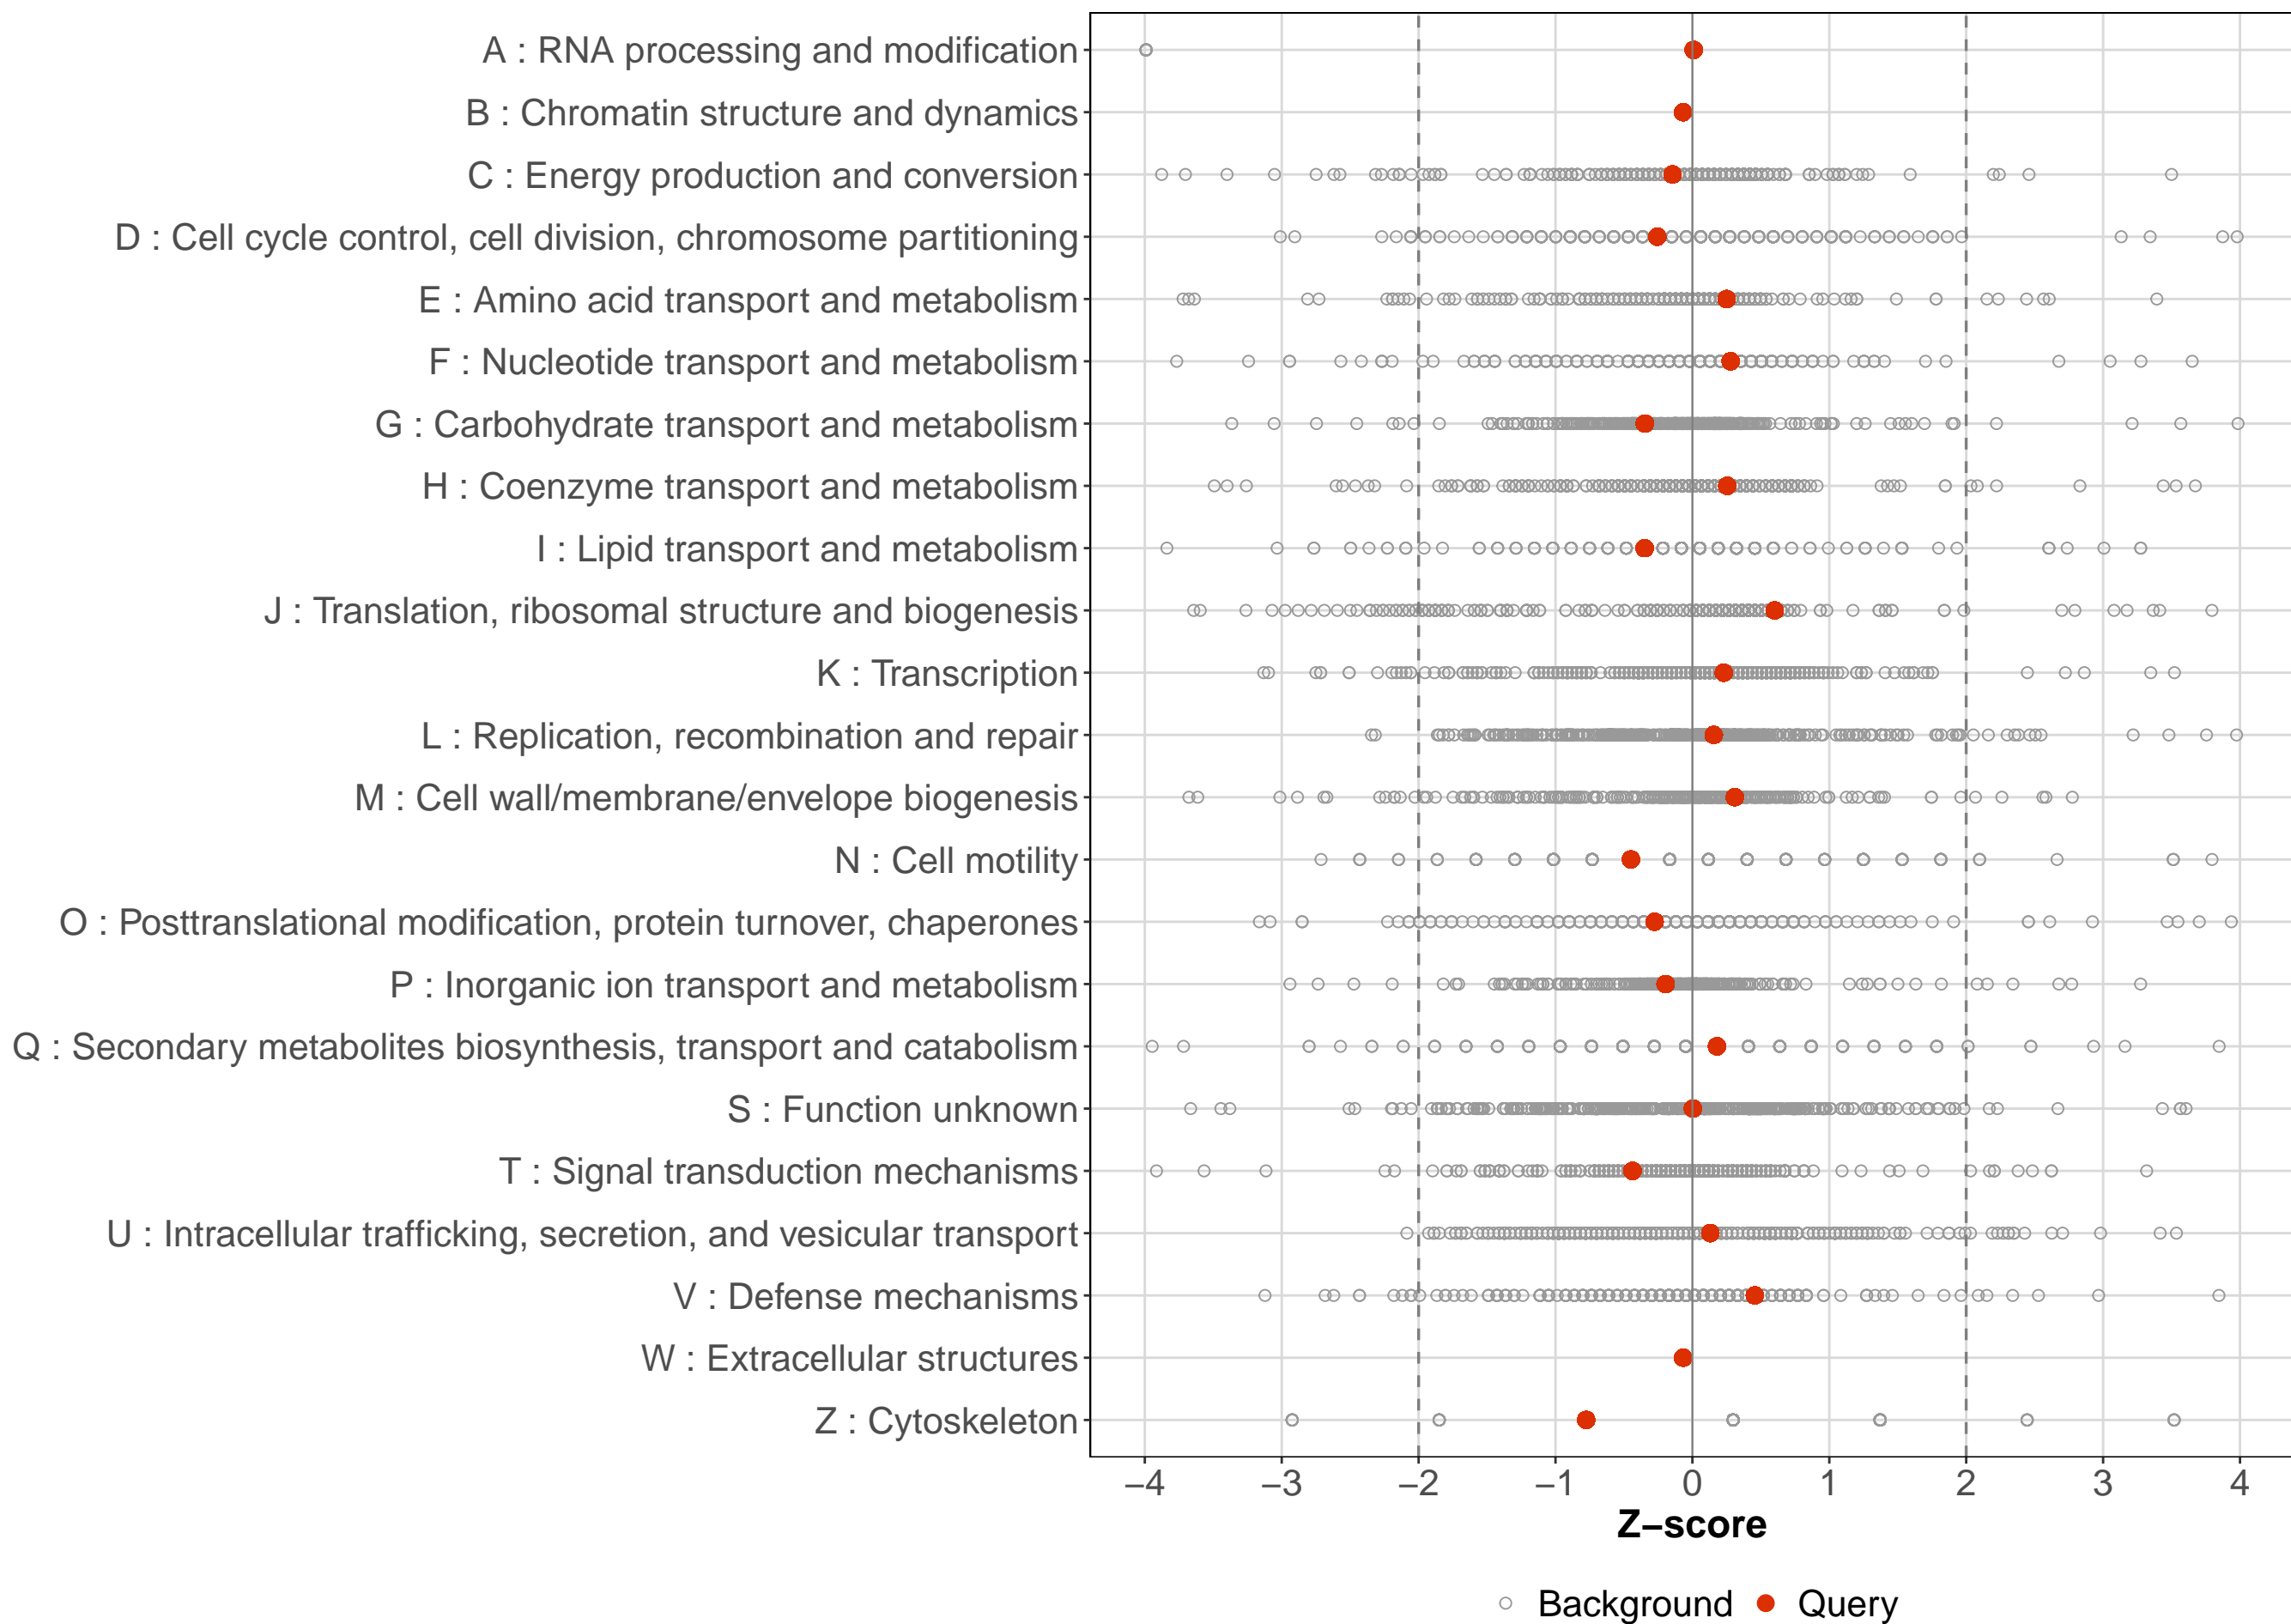 A : RNA processing and modification
B : Chromatin structure and dynamics
C : Energy production and conversion
D : Cell cycle control, cell division, chromosome partitioning
E : Amino acid transport and metabolism
F : Nucleotide transport and metabolism
G : Carbohydrate transport and metabolism
H : Coenzyme transport and metabolism
I : Lipid transport and metabolism
J : Translation, ribosomal structure and biogenesis
K : Transcription
L : Replication, recombination and repair
M : Cell wall/membrane/envelope biogenesis
N : Cell motility
O : Posttranslational modification, protein turnover, chaperones
P : Inorganic ion transport and metabolism
Q : Secondary metabolites biosynthesis, transport and catabolism
S : Function unknown
T : Signal transduction mechanisms
U : Intracellular trafficking, secretion, and vesicular transport
V : Defense mechanisms
W : Extracellular structures
Z : Cytoskeleton
−4 −3 −2 −1 0 1 2 3 4
Z−score
Background Query